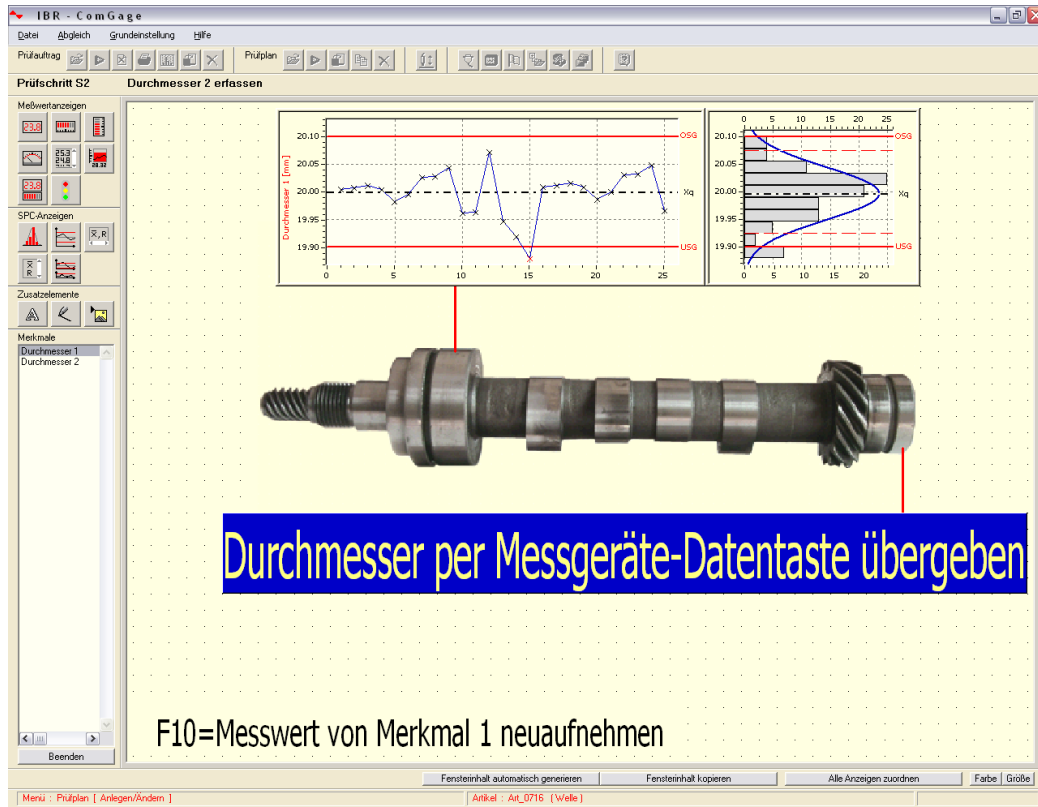 IBR - ComGage
Datei Abgleich Grundeinstellung Hilfe
Prüfauftrag Prüfplan
Prüfschritt S2 Durchmesser 2 erfassen
Meßwertanzeigen
23.8
25.3
24.8
28.32
23.8
SPC-Anzeigen
x̄,R
x̄
R
Zusatzelemente
A
Merkmale
Durchmesser 1
Durchmesser 2
Beenden
Durchmesser 1 [mm]
20.10
20.05
20.00
19.95
19.90
OSG
Xq
USG
0 5 10 15 20 25
0 5 10 15 20 25
20.10
20.05
20.00
19.95
19.90
OSG
Xq
USG
0 5 10 15 20 25
Durchmesser per Messgeräte-Datentaste übergeben
F10=Messwert von Merkmal 1 neuaufnehmen
Fensterinhalt automatisch generieren Fensterinhalt kopieren Alle Anzeigen zuordnen Farbe Größe
Menü : Prüfplan [ Anlegen/Ändern ] Artikel : Art_0716 (Welle)